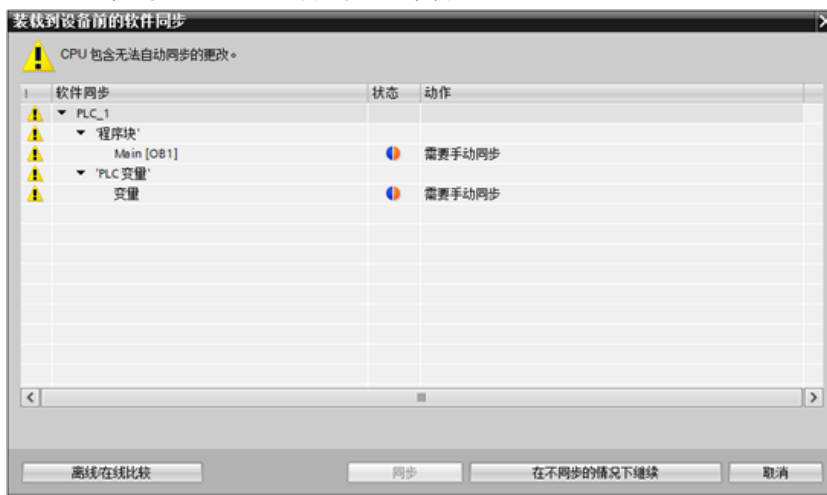 装载到设备前的软件同步
CPU 包含无法自动同步的更改。
! 软件同步 状态 动作
PLC_1
'程序块'
Main [OB1] 需要手动同步
'PLC 变量'
变量 需要手动同步
离线/在线比较 同步 在不同步的情况下继续 取消